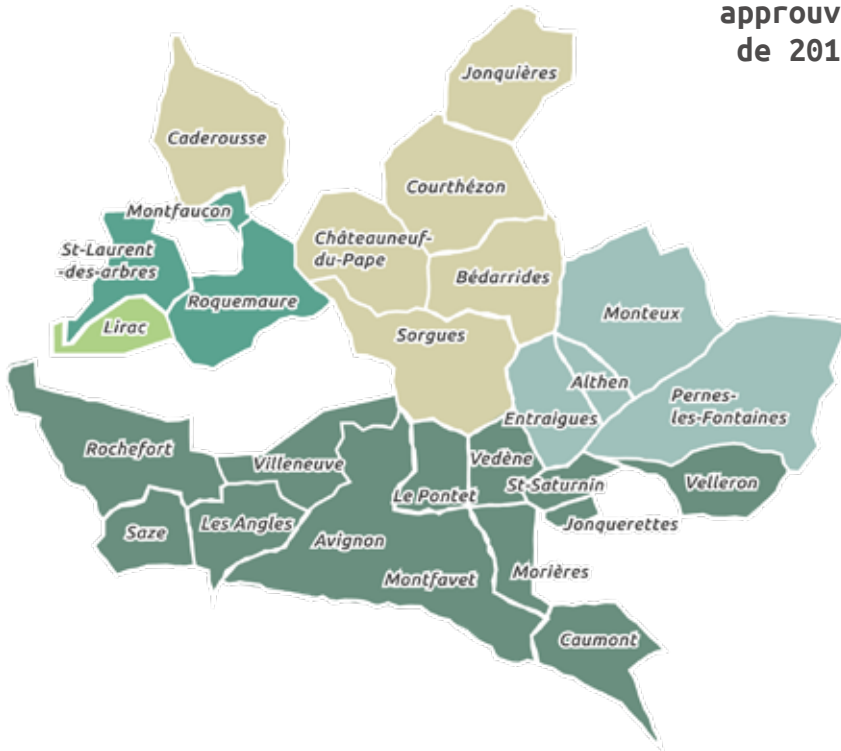 approuv
de 201
Jonquières
Caderousse
Courthézon
Montfaucon
Châteauneuf-
du-Pape
St-Laurent
-des-arbres
Bédarrides
Roquemaure
Monteux
Lirac
Sorgues
Althen
Pernes-
les-Fontaines
Entraigues
Rochefort
Villeneuve
Vedène
St-Saturnin
Velleron
Le Pontet
Saze
Les Angles
Jonquerettes
Avignon
Montfavet
Morières
Caumont